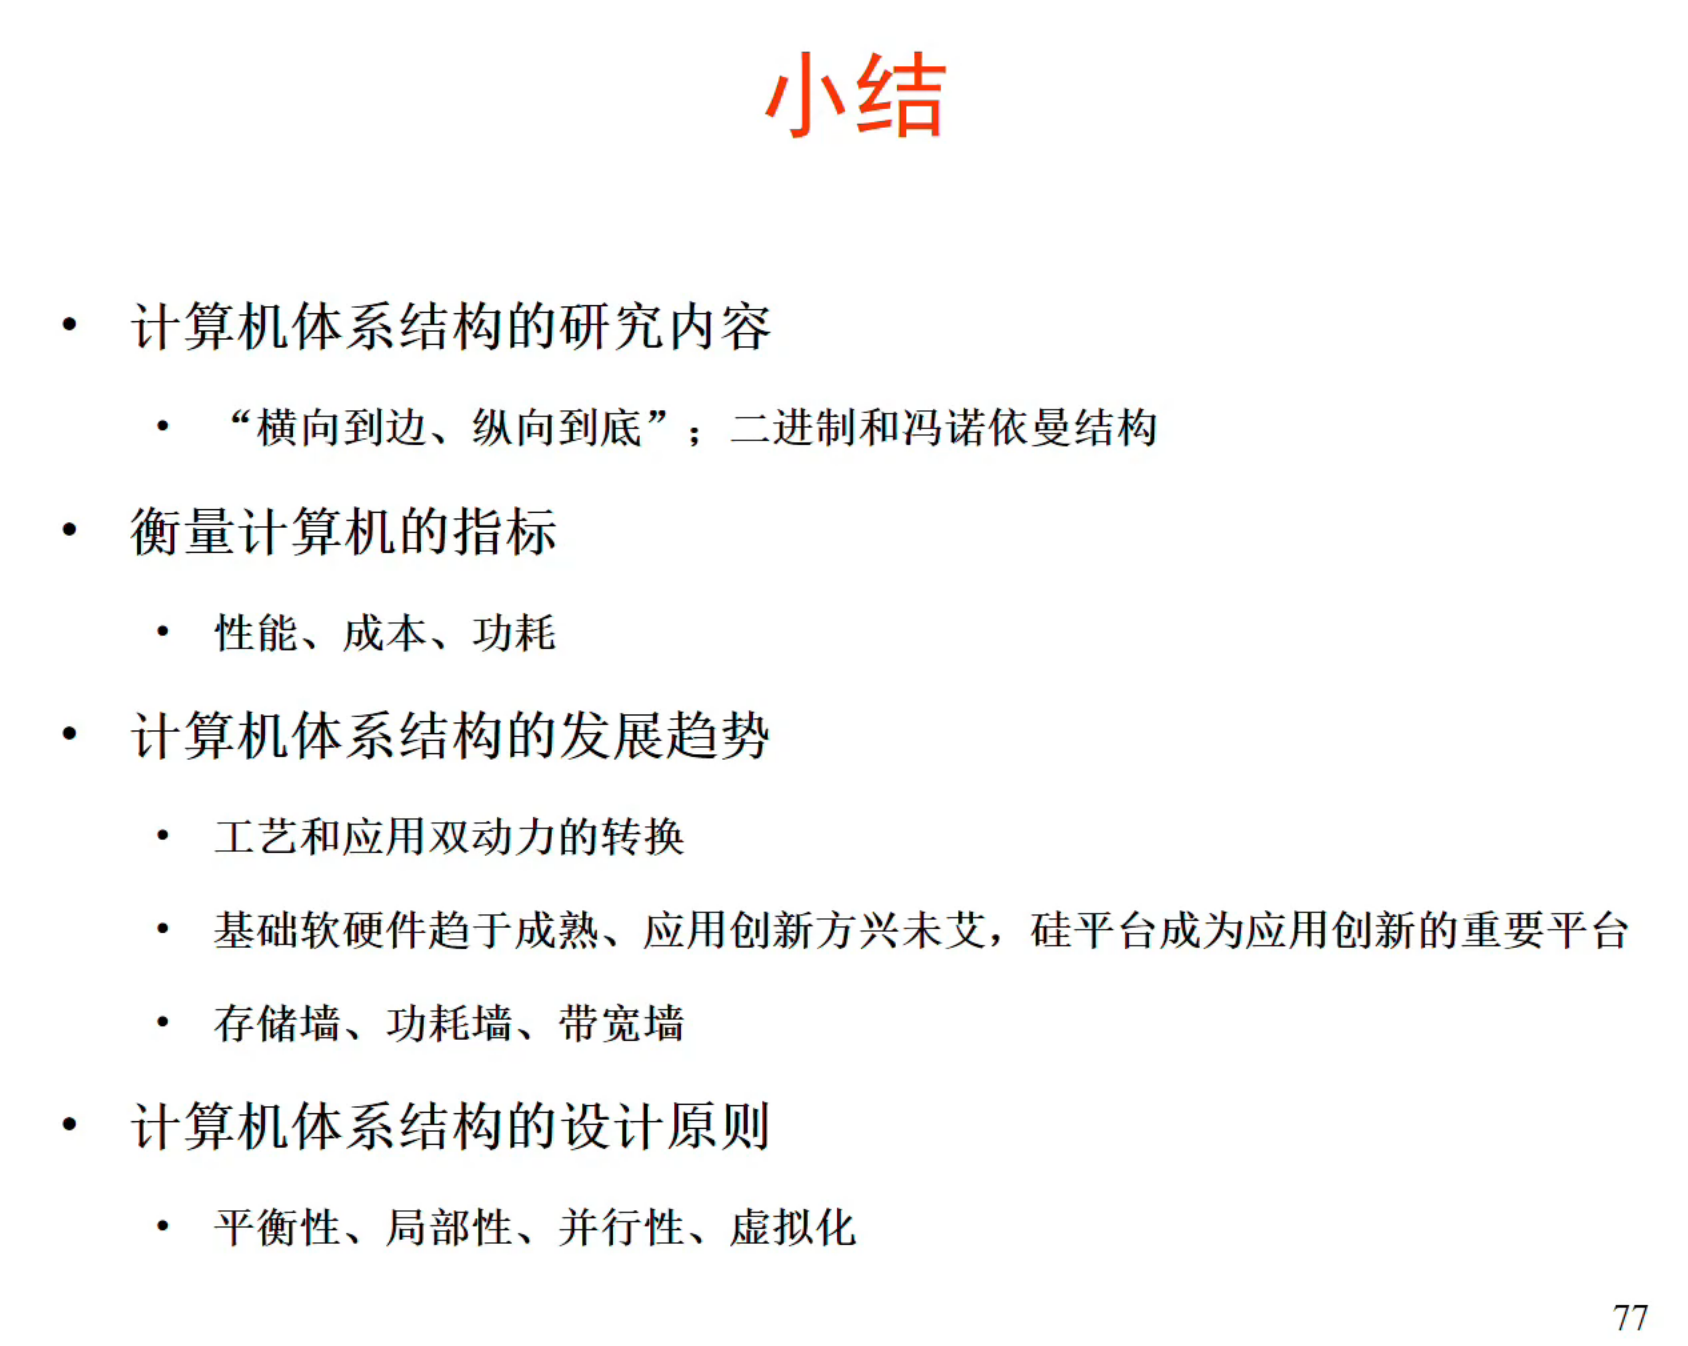 小结
• 计算机体系结构的研究内容
• “横向到边、纵向到底”；二进制和冯诺依曼结构
• 衡量计算机的指标
• 性能、成本、功耗
• 计算机体系结构的发展趋势
• 工艺和应用双动力的转换
• 基础软硬件趋于成熟、应用创新方兴未艾，硅平台成为应用创新的重要平台
• 存储墙、功耗墙、带宽墙
• 计算机体系结构的设计原则
• 平衡性、局部性、并行性、虚拟化
77